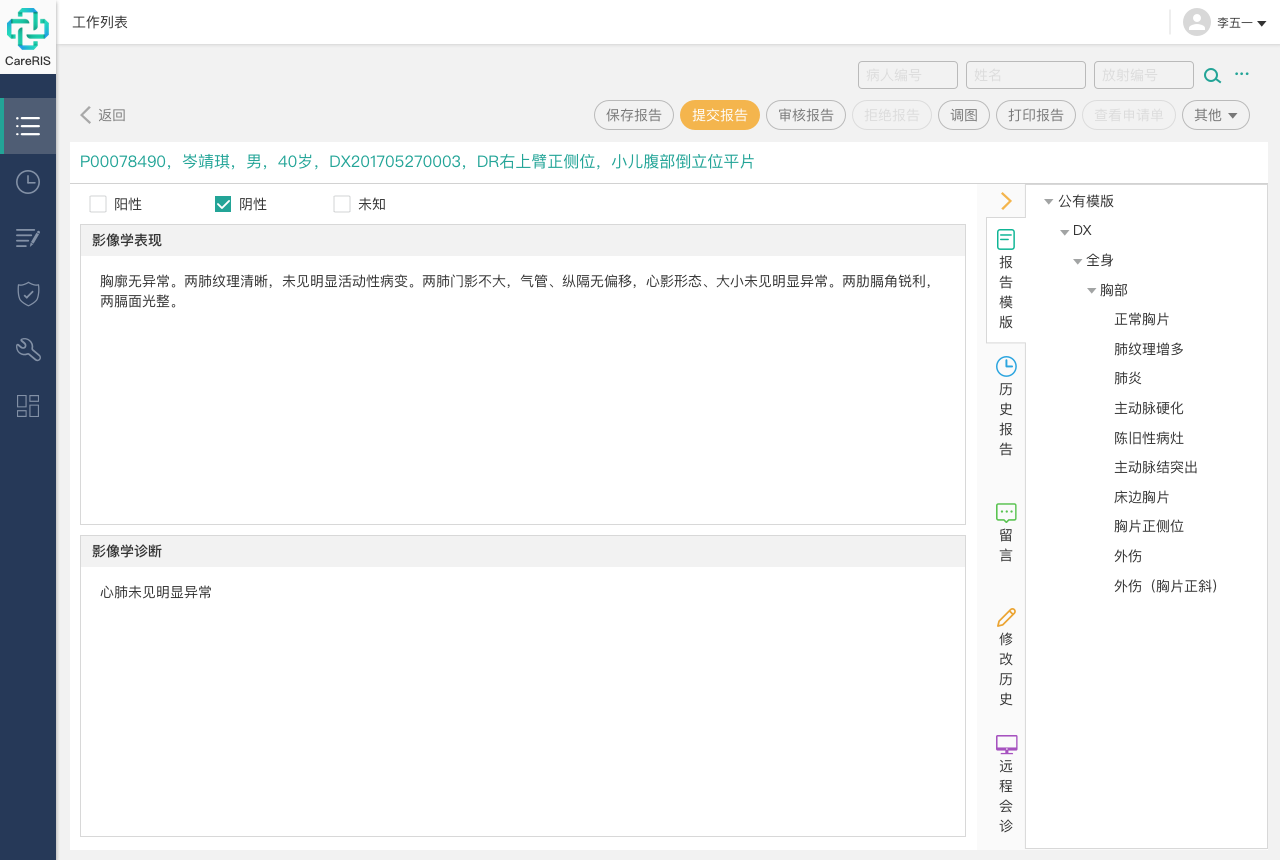 CareRIS
工作列表
李五一
病人编号
姓名
放射编号
返回
保存报告
提交报告
审核报告
拒绝报告
调图
打印报告
查看申请单
其他
P00078490，岑靖琪，男，40岁，DX201705270003，DR右上臂正侧位，小儿腹部倒立位平片
阳性
阴性
未知
影像学表现
胸廓无异常。两肺纹理清晰，未见明显活动性病变。两肺门影不大，气管、纵隔无偏移，心影形态、大小未见明显异常。两肋膈角锐利，
两膈面光整。
影像学诊断
心肺未见明显异常
报告模版
历史报告
留言
修改历史
远程会诊
公有模版
DX
全身
胸部
正常胸片
肺纹理增多
肺炎
主动脉硬化
陈旧性病灶
主动脉结突出
床边胸片
胸片正侧位
外伤
外伤（胸片正斜）